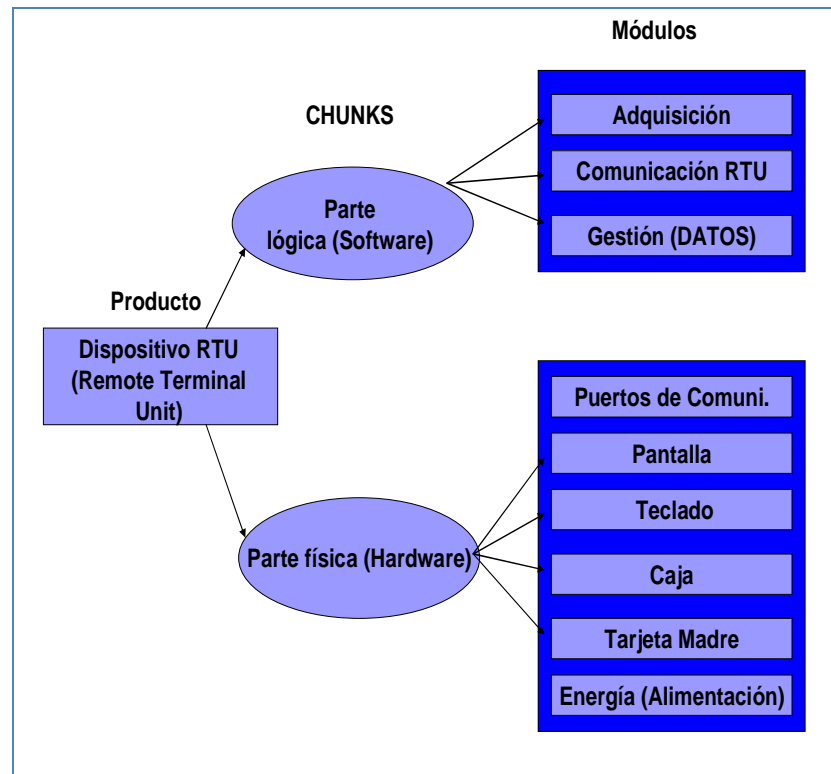 Módulos
CHUNKS
Adquisición
Comunicación RTU
Gestión (DATOS)
Parte
lógica (Software)
Producto
Dispositivo RTU
(Remote Terminal
Unit)
Parte física (Hardware)
Puertos de Comuni.
Pantalla
Teclado
Caja
Tarjeta Madre
Energía (Alimentación)